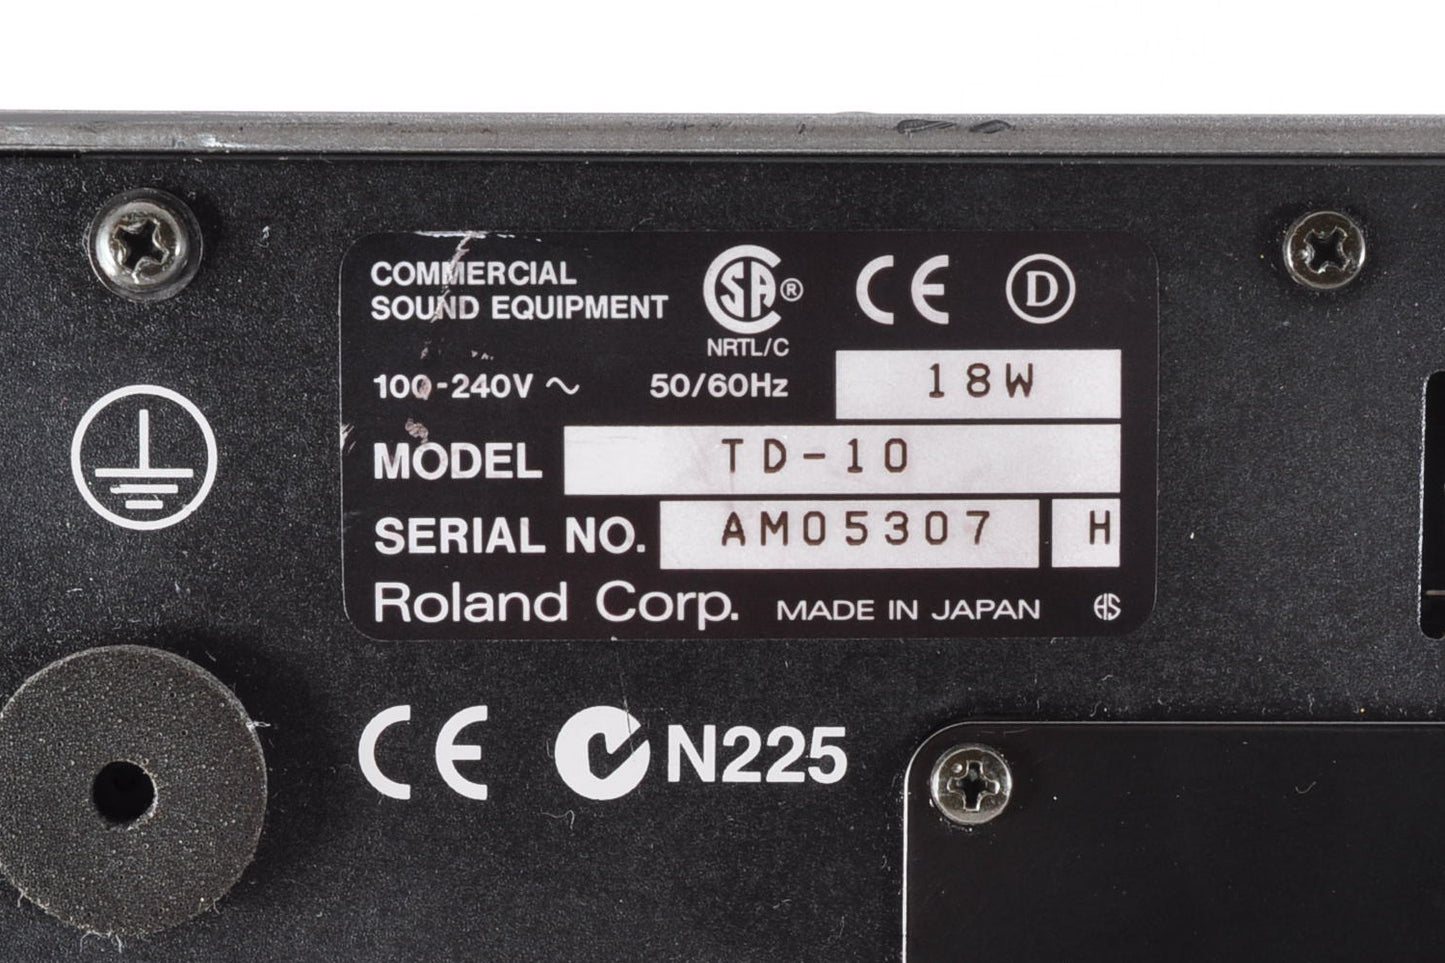 COMMERCIAL
SOUND EQUIPMENT
SA® CE D
NRTL/C
100-240V ~ 50/60Hz 18W
MODEL TD-10
SERIAL NO. AM05307 H
Roland Corp. MADE IN JAPAN
CE N225